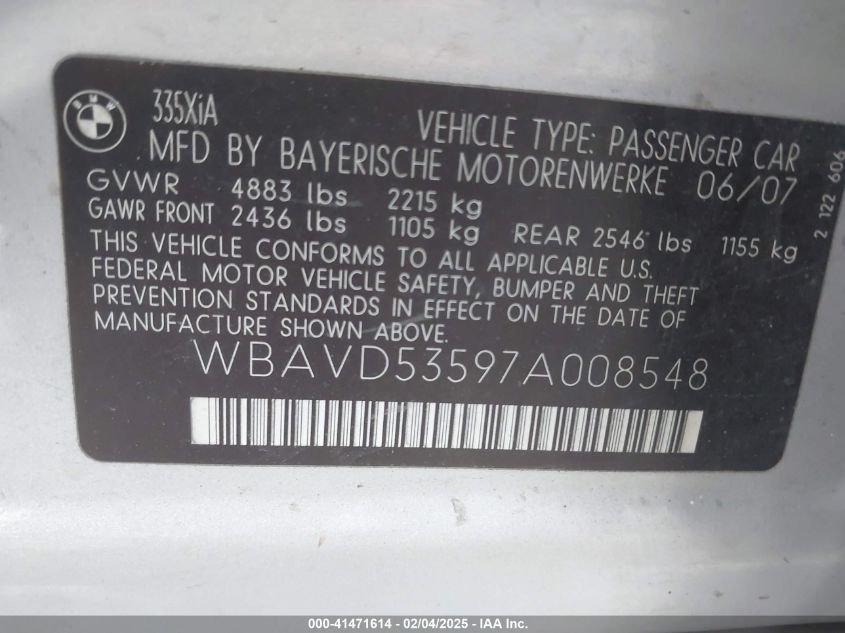 BMW
335XiA
VEHICLE TYPE: PASSENGER CAR
MFD BY BAYERISCHE MOTORENWERKE 06/07
GVWR 4883 lbs 2215 kg
GAWR FRONT 2436 lbs 1105 kg REAR 2546 lbs 1155 kg
THIS VEHICLE CONFORMS TO ALL APPLICABLE U.S.
FEDERAL MOTOR VEHICLE SAFETY, BUMPER AND THEFT
PREVENTION STANDARDS IN EFFECT ON THE DATE OF
MANUFACTURE SHOWN ABOVE.
WBAVD53597A008548
2 122 606
000-41471614 - 02/04/2025 - IAA Inc.